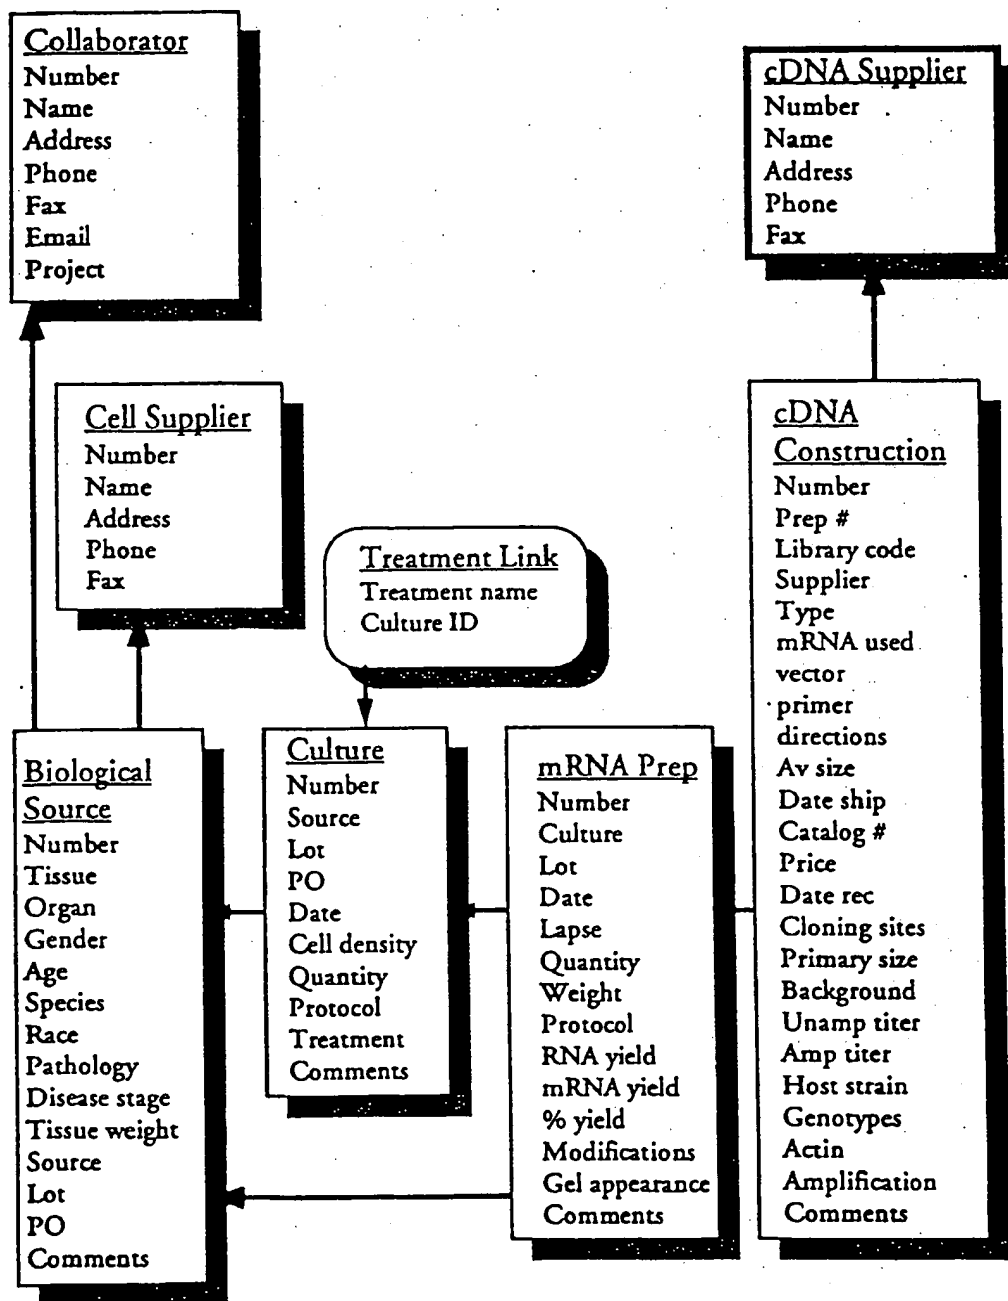 Collaborator
Number
Name
Address
Phone
Fax
Email
Project
cDNA Supplier
Number
Name
Address
Phone
Fax
Cell Supplier
Number
Name
Address
Phone
Fax
Treatment Link
Treatment name
Culture ID
Biological
Source
Number
Tissue
Organ
Gender
Age
Species
Race
Pathology
Disease stage
Tissue weight
Source
Lot
PO
Comments
Culture
Number
Source
Lot
PO
Date
Cell density
Quantity
Protocol
Treatment
Comments
mRNA Prep
Number
Culture
Lot
Date
Lapse
Quantity
Weight
Protocol
RNA yield
mRNA yield
% yield
Modifications
Gel appearance
Comments
cDNA
Construction
Number
Prep #
Library code
Supplier
Type
mRNA used
vector
primer
directions
Av size
Date ship
Catalog #
Price
Date rec
Cloning sites
Primary size
Background
Unamp titer
Amp titer
Host strain
Genotypes
Actin
Amplification
Comments